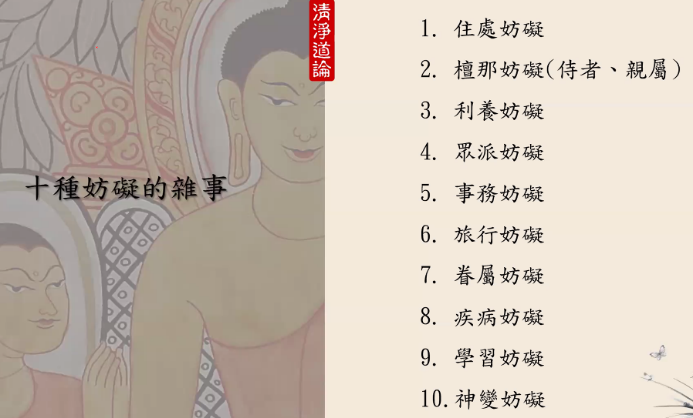 清淨道論
十種妨礙的雜事
1. 住處妨礙
2. 檀那妨礙(侍者、親屬)
3. 利養妨礙
4. 眾派妨礙
5. 事務妨礙
6. 旅行妨礙
7. 眷屬妨礙
8. 疾病妨礙
9. 學習妨礙
10.神變妨礙